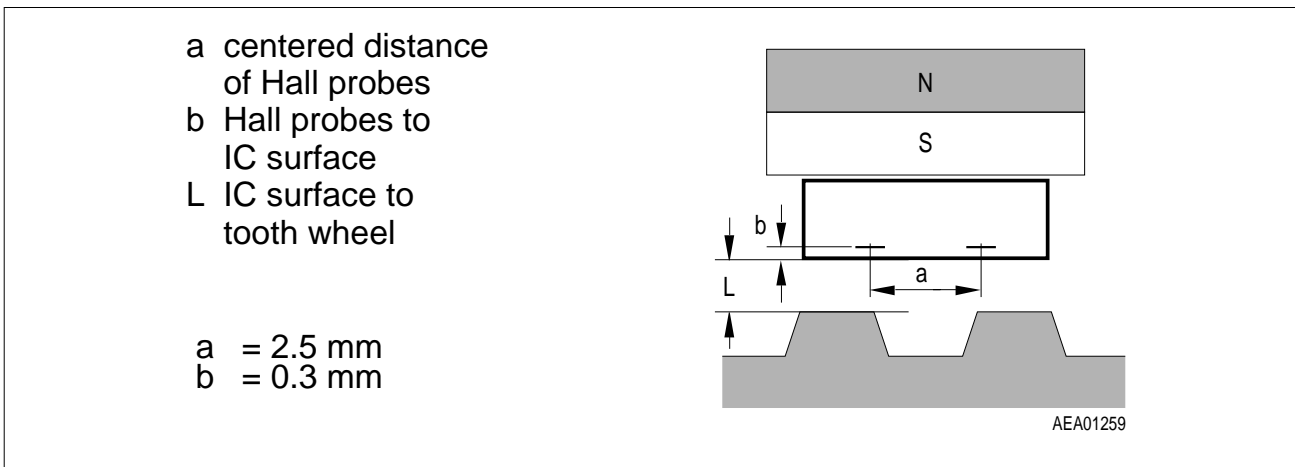 a centered distance
of Hall probes
b Hall probes to
IC surface
L IC surface to
tooth wheel
a = 2.5 mm
b = 0.3 mm
N
S
b
a
L
AEA01259